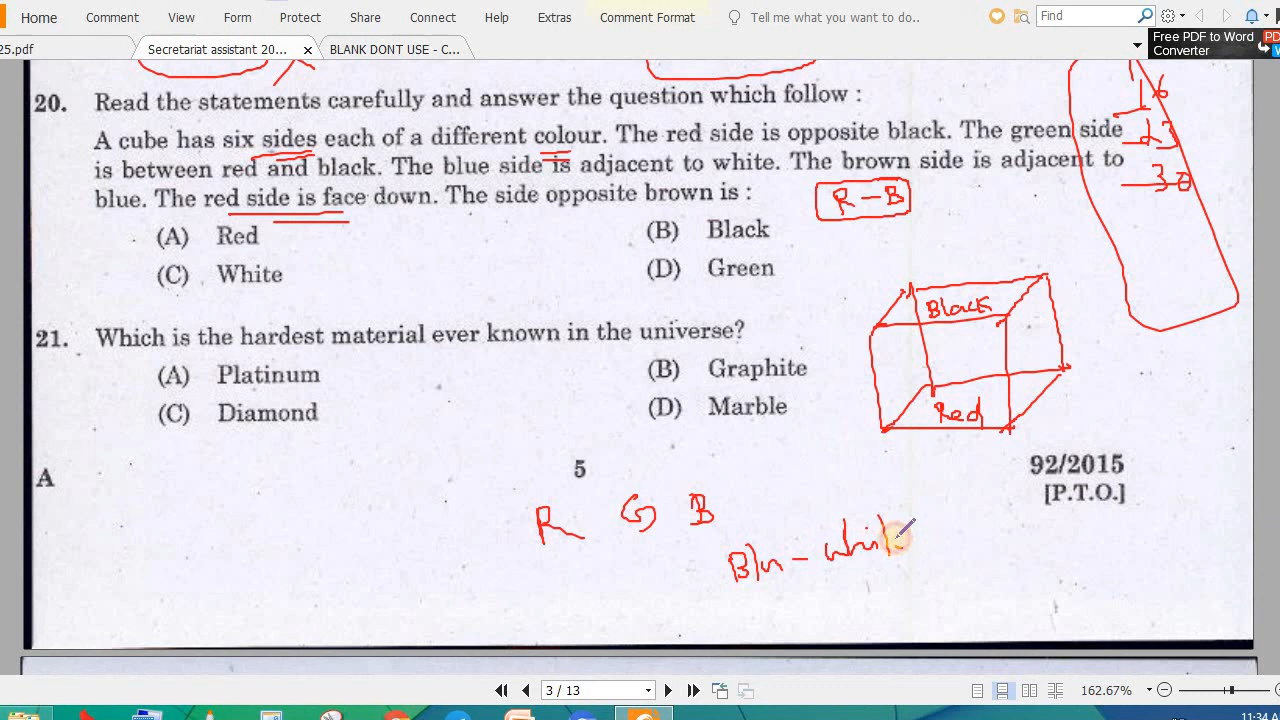 Home Comment View Form Protect Share Connect Help Extras Comment Format Tell me what you want to do.. Find
25.pdf Secretariat assistant 20... × BLANK DONT USE - C... Free PDF to Word Converter
20. Read the statements carefully and answer the question which follow :
A cube has six sides each of a different colour. The red side is opposite black. The green side
is between red and black. The blue side is adjacent to white. The brown side is adjacent to
blue. The red side is face down. The side opposite brown is :
(A) Red (B) Black
(C) White (D) Green
16
23
30
R - B
Black
Red
21. Which is the hardest material ever known in the universe?
(A) Platinum (B) Graphite
(C) Diamond (D) Marble
A 5 92/2015
[P.T.O.]
R G B
3 / 13 162.67%
11:34 A